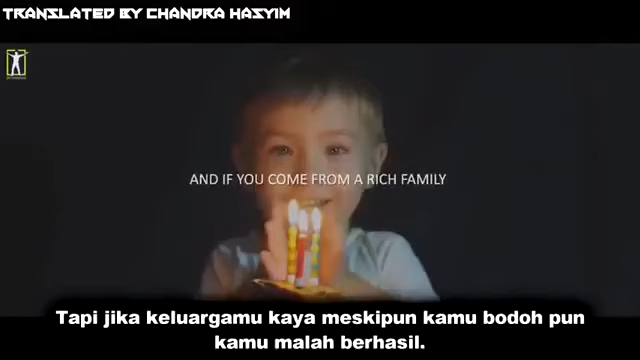 TRANSLATED BY CHANDRA HASYIM
AND IF YOU COME FROM A RICH FAMILY
Tapi jika keluargamu kaya meskipun kamu bodoh pun
kamu malah berhasil.